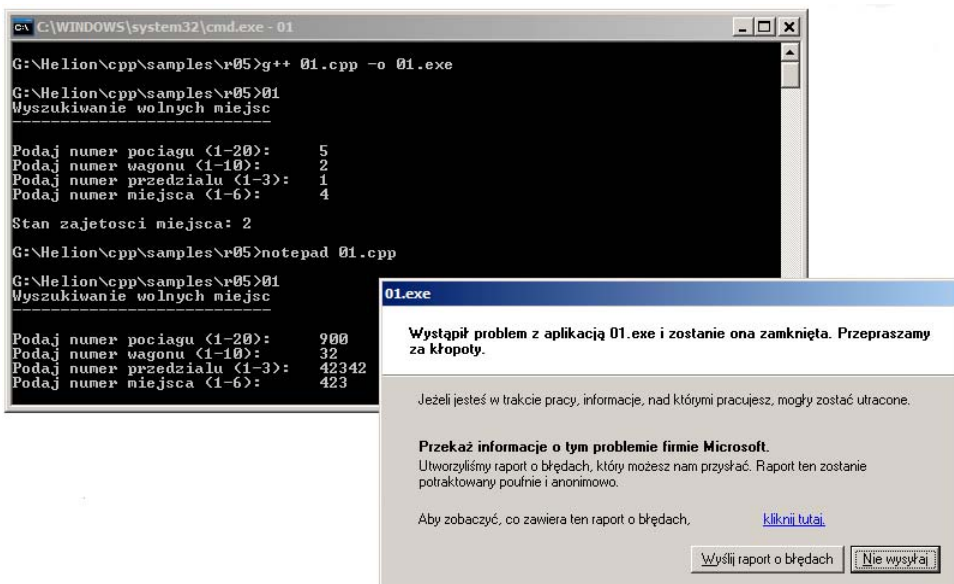 C:\WINDOWS\system32\cmd.exe - 01
G:\Helion\cpp\samples\r05>g++ 01.cpp -o 01.exe
G:\Helion\cpp\samples\r05>01
Wyszukiwanie wolnych miejsc
---------------------------
Podaj numer pociagu (1-20): 5
Podaj numer wagonu (1-10): 2
Podaj numer przedzialu (1-3): 1
Podaj numer miejsca (1-6): 4
Stan zajetosci miejsca: 2
G:\Helion\cpp\samples\r05>notepad 01.cpp
G:\Helion\cpp\samples\r05>01
Wyszukiwanie wolnych miejsc
---------------------------
Podaj numer pociagu (1-20): 900
Podaj numer wagonu (1-10): 32
Podaj numer przedzialu (1-3): 42342
Podaj numer miejsca (1-6): 423
01.exe
Wystąpił problem z aplikacją 01.exe i zostanie ona zamknięta. Przepraszamy
za kłopoty.
Jeżeli jesteś w trakcie pracy, informacje, nad którymi pracujesz, mogły zostać utracone.
Przekaż informacje o tym problemie firmie Microsoft.
Utworzyliśmy raport o błędach, który możesz nam przysłać. Raport ten zostanie
potraktowany poufnie i anonimowo.
Aby zobaczyć, co zawiera ten raport o błędach, kliknij tutaj.
Wyślij raport o błędach Nie wysyłaj